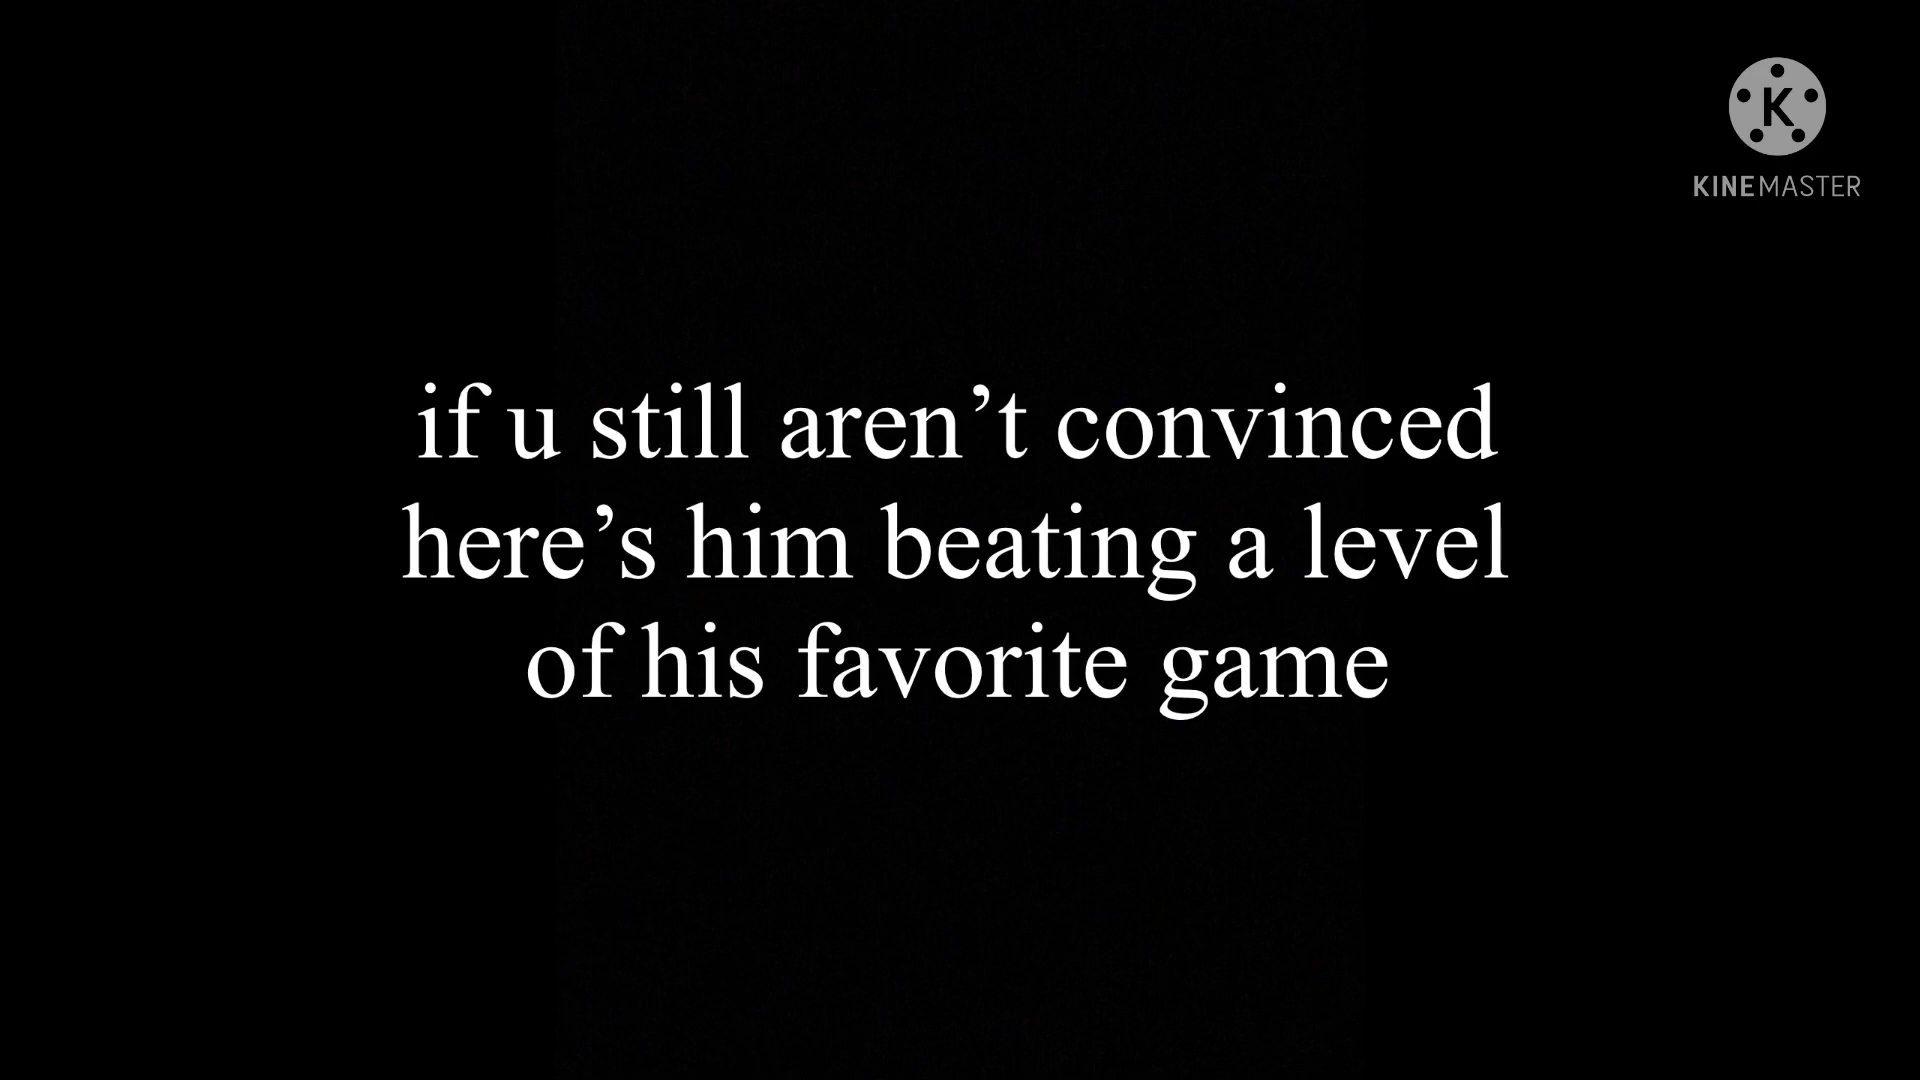 K
KINEMASTER
if u still aren’t convinced
here’s him beating a level
of his favorite game